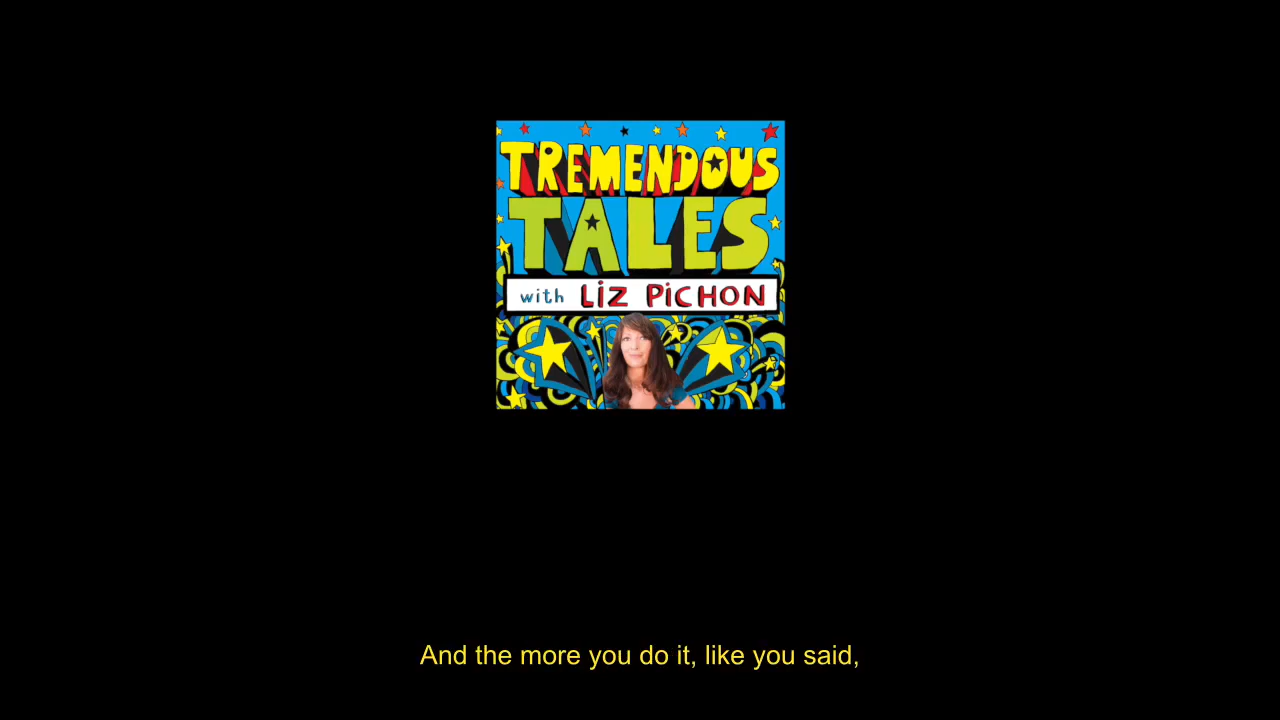 TREMENDOUS
TALES
with LiZ PiCHON
And the more you do it, like you said,